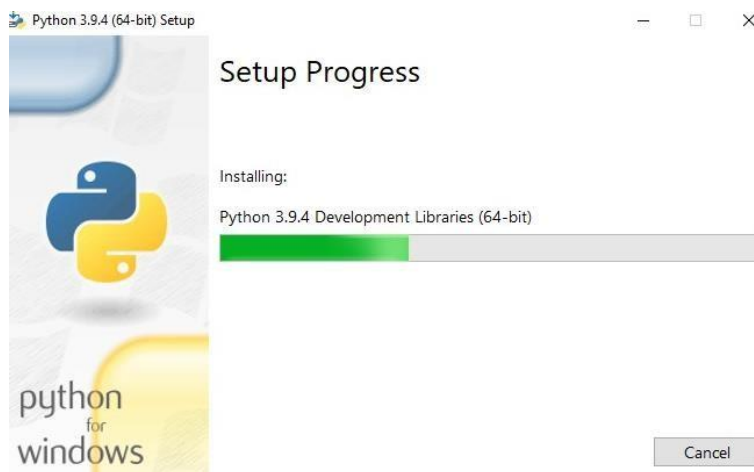 Python 3.9.4 (64-bit) Setup
Setup Progress
Installing:
Python 3.9.4 Development Libraries (64-bit)
python
for
windows
Cancel